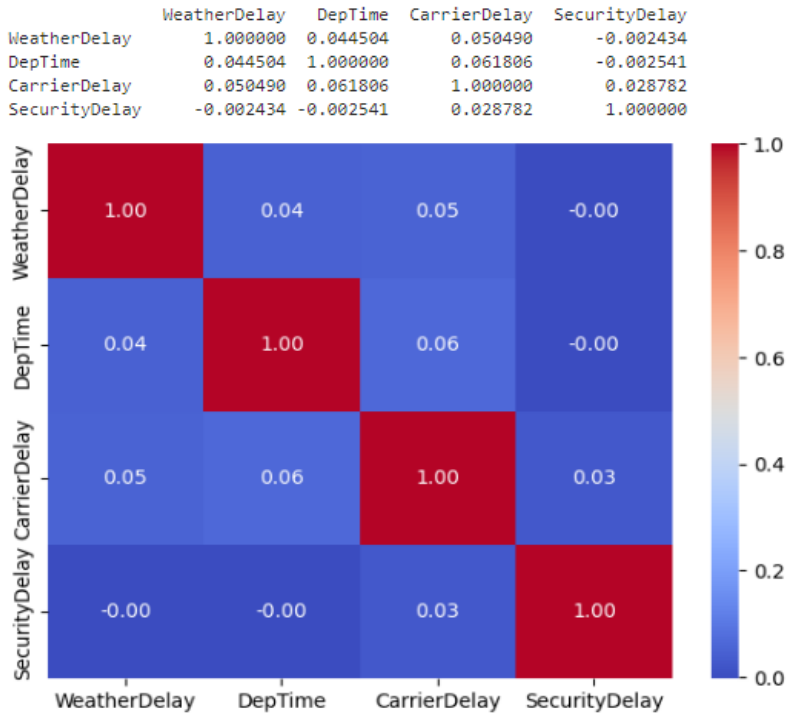 WeatherDelay DepTime CarrierDelay SecurityDelay
WeatherDelay 1.000000 0.044504 0.050490 -0.002434
DepTime 0.044504 1.000000 0.061806 -0.002541
CarrierDelay 0.050490 0.061806 1.000000 0.028782
SecurityDelay -0.002434 -0.002541 0.028782 1.000000
WeatherDelay
1.00 0.04 0.05 -0.00
DepTime
0.04 1.00 0.06 -0.00
CarrierDelay
0.05 0.06 1.00 0.03
SecurityDelay
-0.00 -0.00 0.03 1.00
WeatherDelay DepTime CarrierDelay SecurityDelay
1.0
0.8
0.6
0.4
0.2
0.0